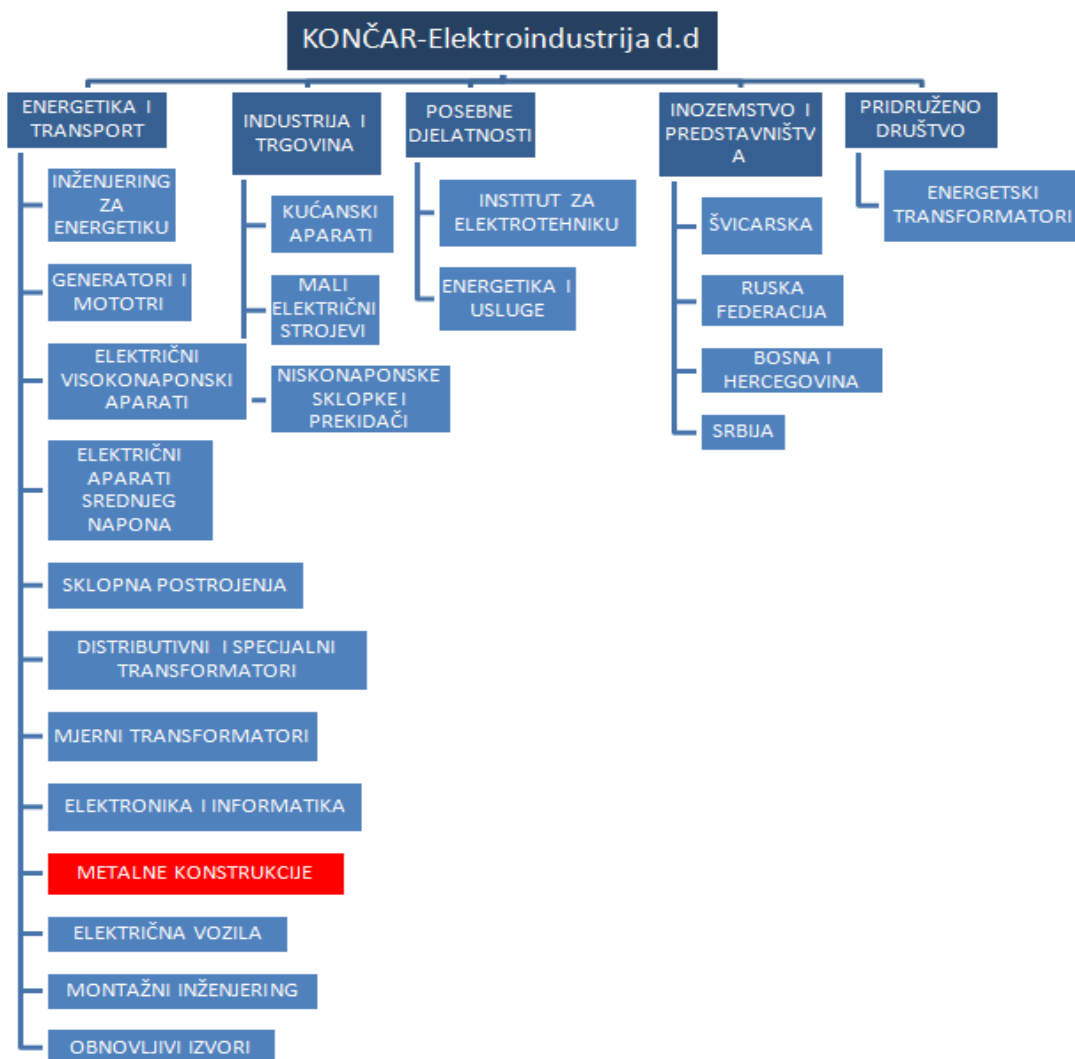 KONČAR-Elektroindustrija d.d
ENERGETIKA I
TRANSPORT
INŽENJERING
ZA
ENERGETIKU
GENERATORI I
MOTOTRI
ELEKTRIČNI
VISOKONAPONSKI
APARATI
ELEKTRIČNI
APARATI
SREDNJEG
NAPONA
SKLOPNA POSTROJENJA
DISTRIBUTIVNI I SPECIJALNI
TRANSFORMATORI
MJERNI TRANSFORMATORI
ELEKTRONIKA I INFORMATIKA
METALNE KONSTRUKCIJE
ELEKTRIČNA VOZILA
MONTAŽNI INŽENJERING
OBNOVLJIVI IZVORI
INDUSTRIJA I
TRGOVINA
KUĆANSKI
APARATI
MALI
ELEKTRIČNI
STROJEVI
NISKONAPONSKE
SKLOPKE I
PREKIDAČI
POSEBNE
DJELATNOSTI
INSTITUT ZA
ELEKTROTEHNIKU
ENERGETIKA I
USLUGE
INOZEMSTVO I
PREDSTAVNIŠTV
A
ŠVICARSKA
RUSKA
FEDERACIJA
BOSNA I
HERCEGOVINA
SRBIJA
PRIDRUŽENO
DRUŠTVO
ENERGETSKI
TRANSFORMATORI